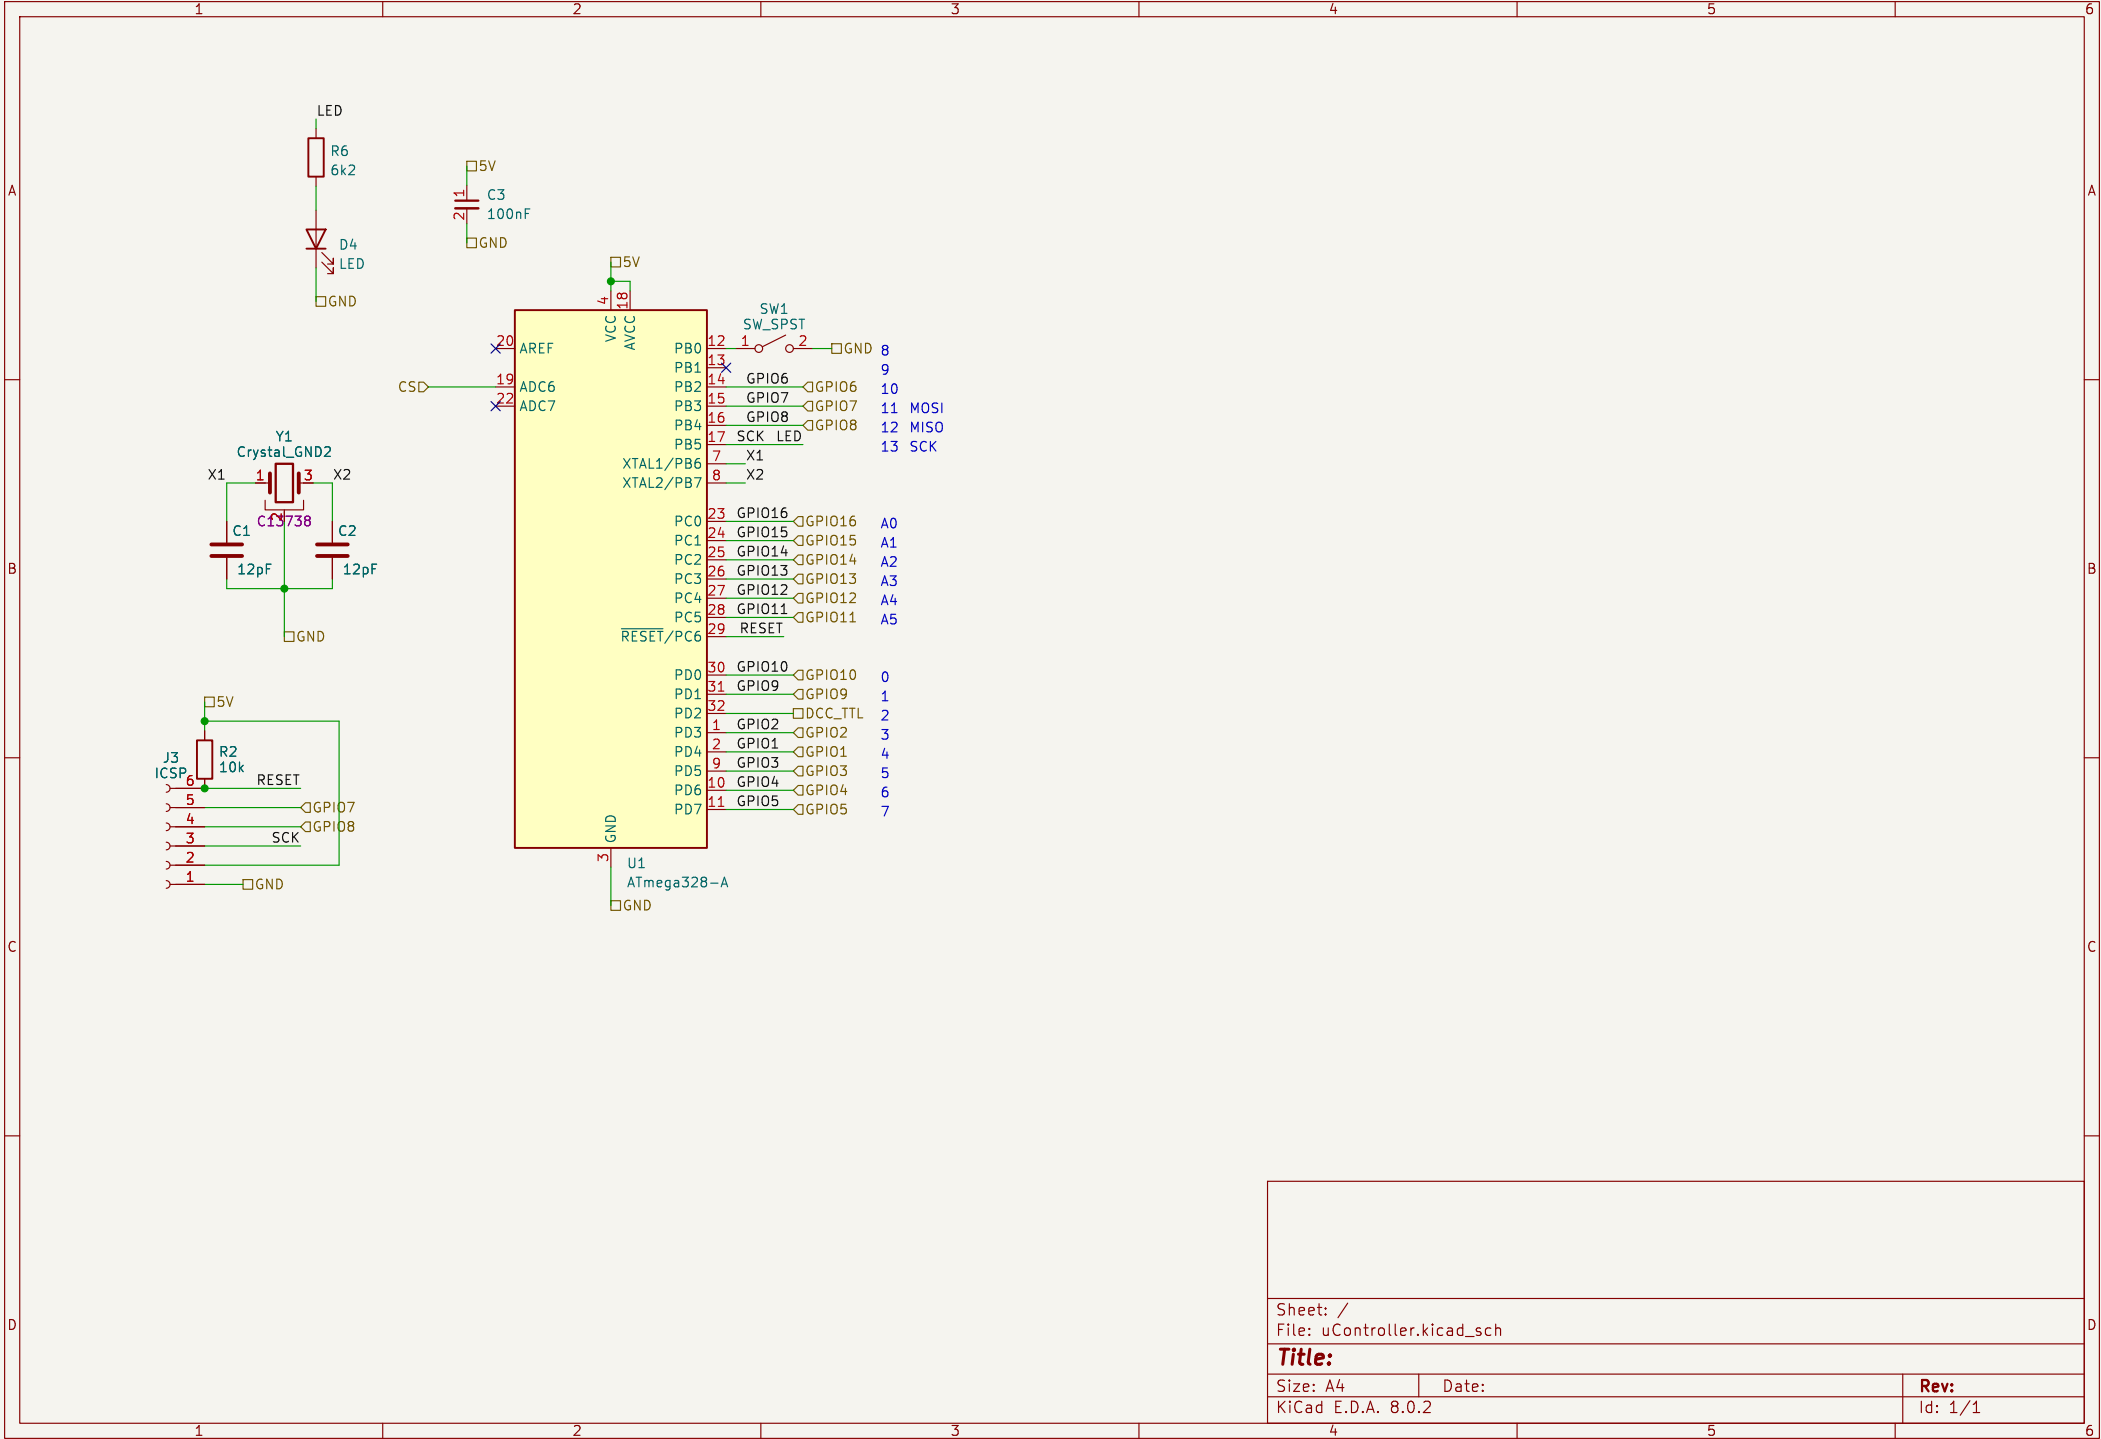 1 2 3 4 5 6
A A
B B
C C
D D
LED
R6
6k2
D4
LED
GND
5V
1
C3
2
100nF
GND
5V
4 18
VCC AVCC
20 AREF
CS 19 ADC6
22 ADC7
SW1
SW_SPST
PB0 12 1 2 GND 8
PB1 13 9
PB2 14 GPIO6 GPIO6 10
PB3 15 GPIO7 GPIO7 11 MOSI
PB4 16 GPIO8 GPIO8 12 MISO
PB5 17 SCK LED 13 SCK
XTAL1/PB6 7 X1
XTAL2/PB7 8 X2
PC0 23 GPIO16 GPIO16 A0
PC1 24 GPIO15 GPIO15 A1
PC2 25 GPIO14 GPIO14 A2
PC3 26 GPIO13 GPIO13 A3
PC4 27 GPIO12 GPIO12 A4
PC5 28 GPIO11 GPIO11 A5
RESET/PC6 29 RESET
PD0 30 GPIO10 GPIO10 0
PD1 31 GPIO9 GPIO9 1
PD2 32 DCC_TTL 2
PD3 1 GPIO2 GPIO2 3
PD4 2 GPIO1 GPIO1 4
PD5 9 GPIO3 GPIO3 5
PD6 10 GPIO4 GPIO4 6
PD7 11 GPIO5 GPIO5 7
GND
3
U1
ATmega328-A
GND
Y1
Crystal_GND2
X1 1 3 X2
2
C13738
C1 C2
12pF 12pF
GND
5V
R2
10k
J3
ICSP
6 RESET
5 GPIO7
4 GPIO8
3 SCK
2
1 GND
Sheet: /
File: uController.kicad_sch
Title:
Size: A4 Date: Rev:
KiCad E.D.A. 8.0.2 Id: 1/1
1 2 3 4 5 6